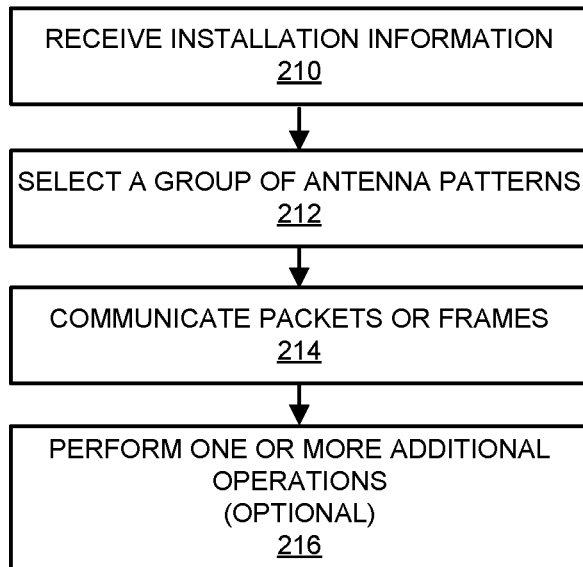 RECEIVE INSTALLATION INFORMATION
210
SELECT A GROUP OF ANTENNA PATTERNS
212
COMMUNICATE PACKETS OR FRAMES
214
PERFORM ONE OR MORE ADDITIONAL
OPERATIONS
(OPTIONAL)
216